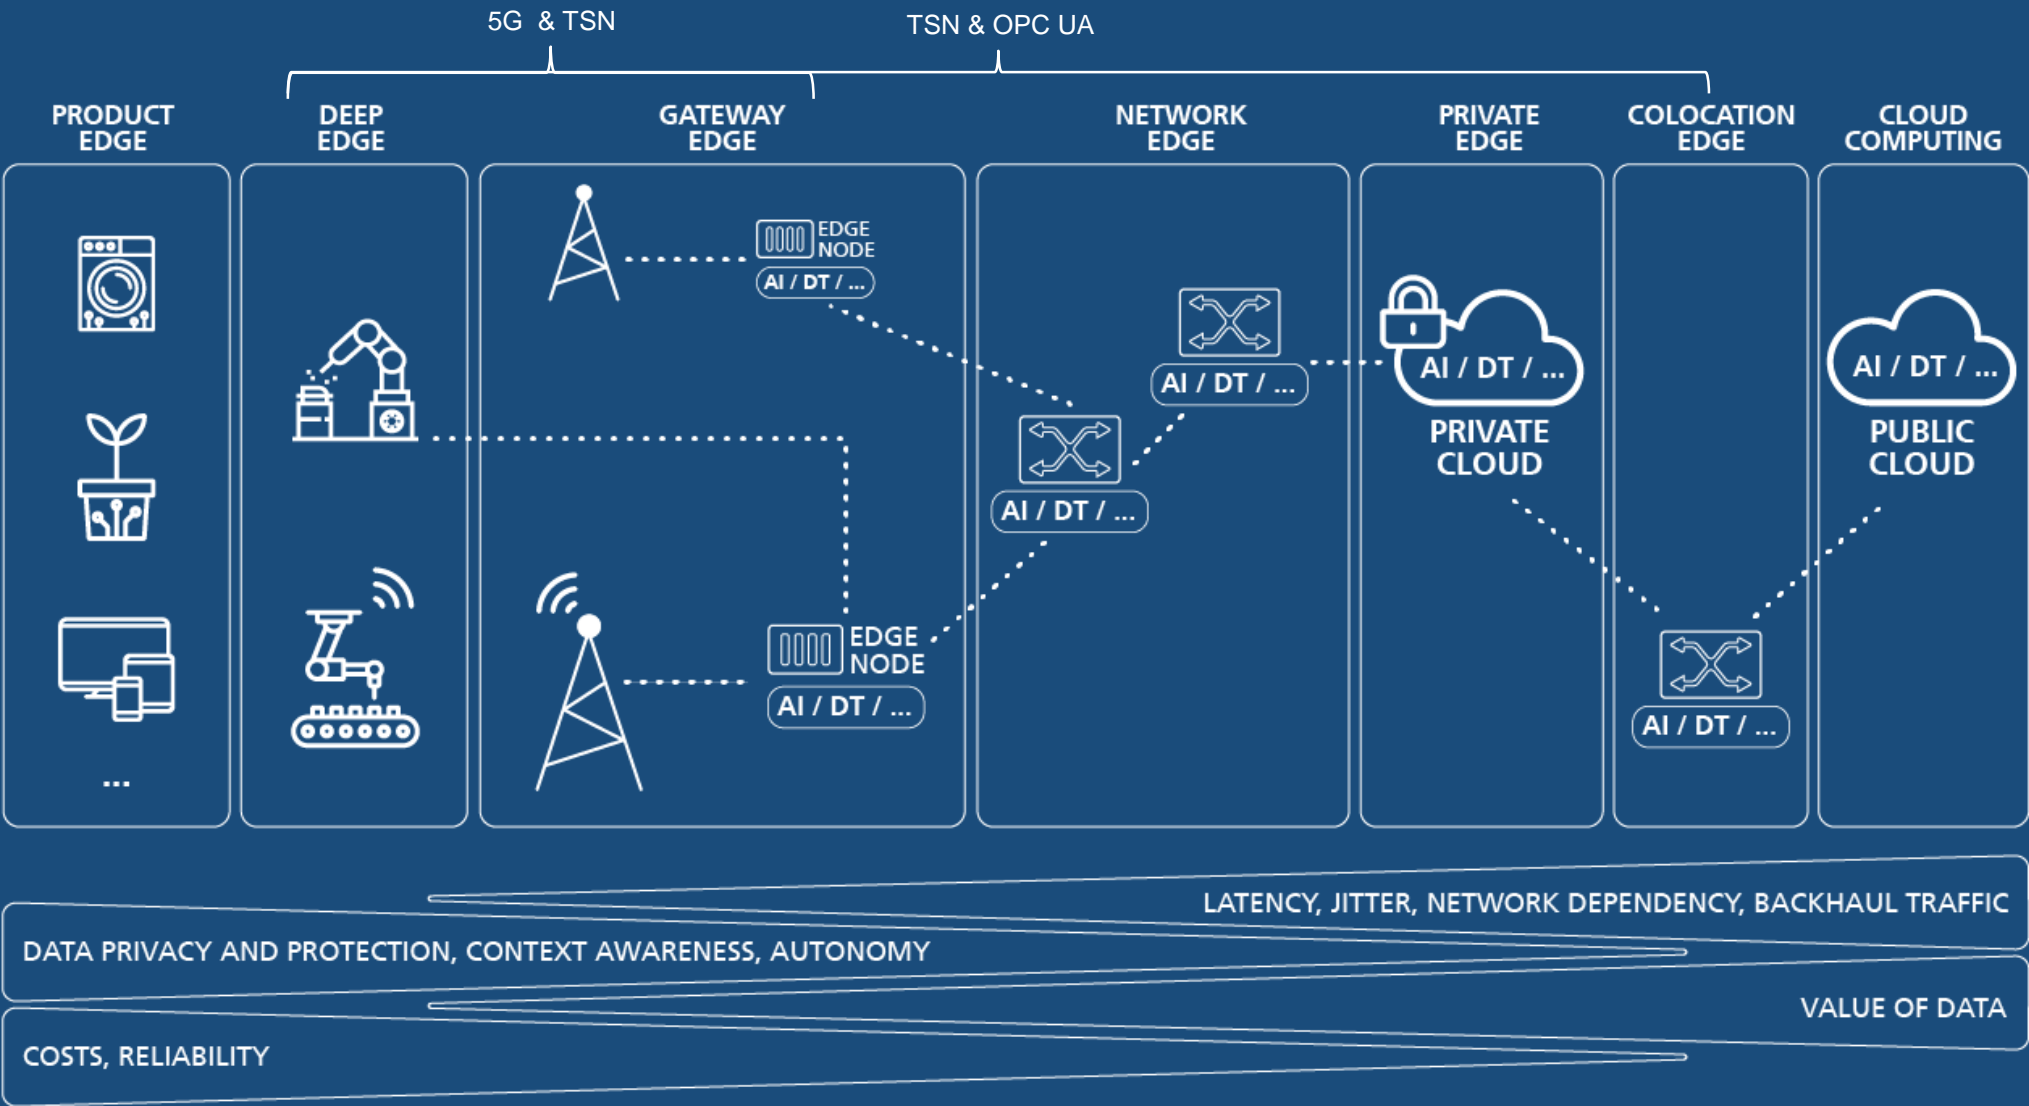 5G & TSN
TSN & OPC UA
PRODUCT
EDGE
DEEP
EDGE
GATEWAY
EDGE
NETWORK
EDGE
PRIVATE
EDGE
COLOCATION
EDGE
CLOUD
COMPUTING
EDGE
NODE
AI / DT / ...
AI / DT / ...
AI / DT / ...
PRIVATE
CLOUD
AI / DT / ...
PUBLIC
CLOUD
AI / DT / ...
EDGE
NODE
AI / DT / ...
AI / DT / ...
...
LATENCY, JITTER, NETWORK DEPENDENCY, BACKHAUL TRAFFIC
DATA PRIVACY AND PROTECTION, CONTEXT AWARENESS, AUTONOMY
VALUE OF DATA
COSTS, RELIABILITY